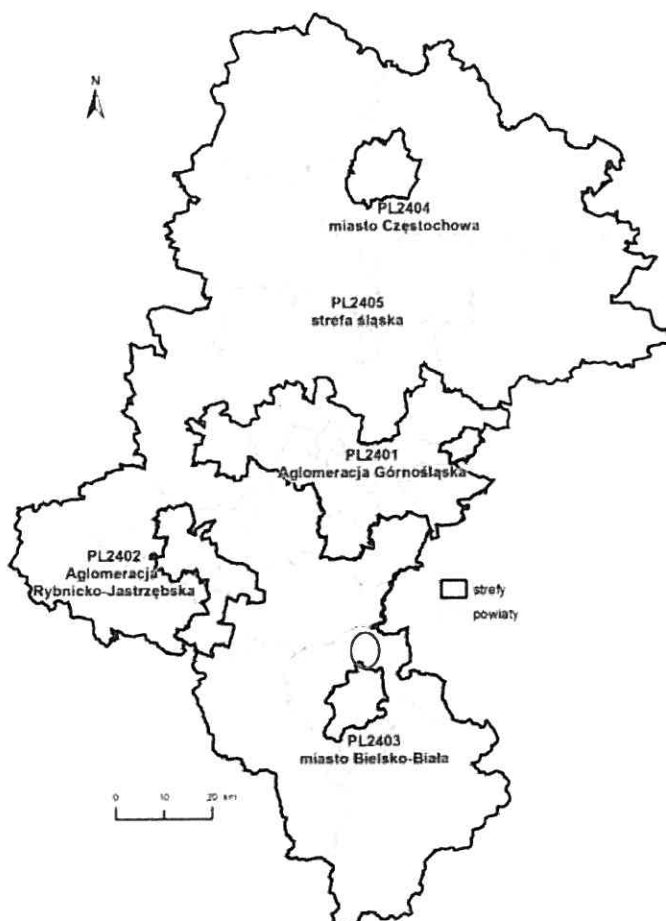 N
PL2404
miasto Częstochowa
PL2405
strefa śląska
PL2401
Aglomeracja Górnośląska
PL2402
Aglomeracja
Rybnicko-Jastrzębska
strefy
powiaty
PL2403
miasto Bielsko-Biała
0 10 20 km